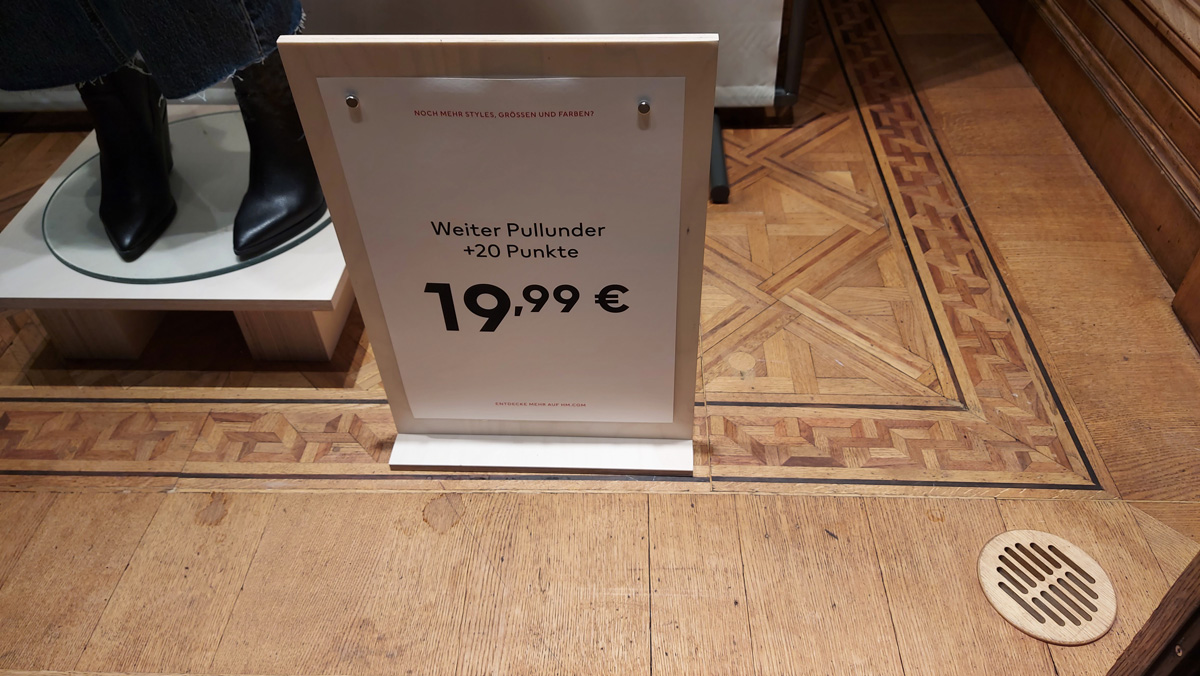 NOCH MEHR STYLES, GRÖSSEN UND FARBEN?
Weiter Pullunder
+20 Punkte
19,99 €
ENTDECKE MEHR AUF HM.COM